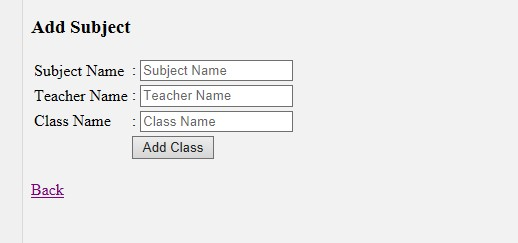 Add Subject
Subject Name : Subject Name
Teacher Name : Teacher Name
Class Name : Class Name
Add Class
Back